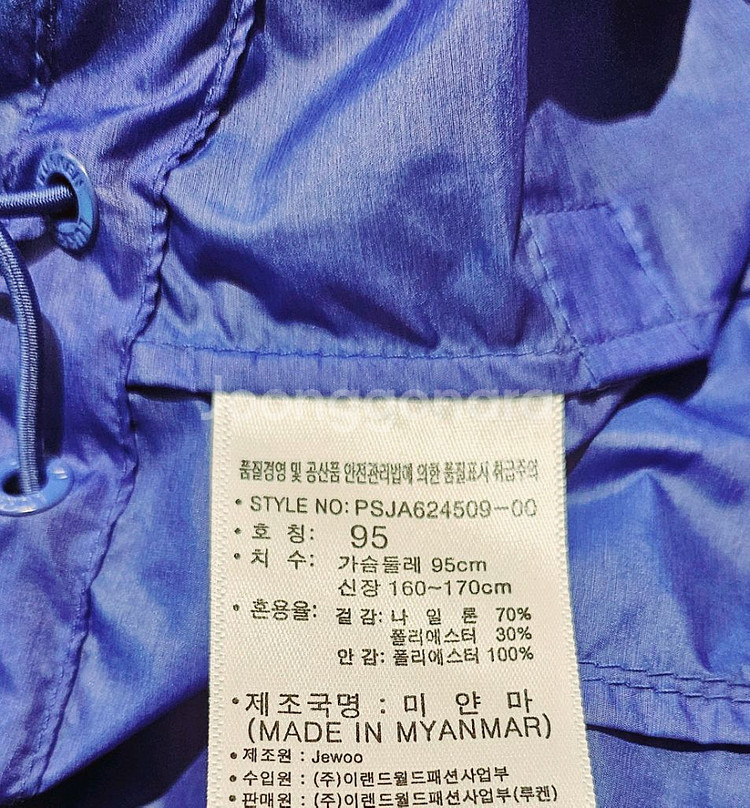 Joonggonara
품질경영 및 공산품 안전관리법에 의한 품질표시 취급주의
• STYLE NO: PSJA624509-00
• 호 칭: 95
• 치 수: 가슴둘레 95cm
신장 160~170cm
• 혼용율: 겉감: 나 일 론 70%
폴리에스터 30%
안감: 폴리에스터 100%
• 제조국명 : 미 얀 마
(MADE IN MYANMAR)
• 제조원 : Jewoo
• 수입원 : (주)이랜드월드패션사업부
• 판매원 : (주)이랜드월드패션사업부(루켄)